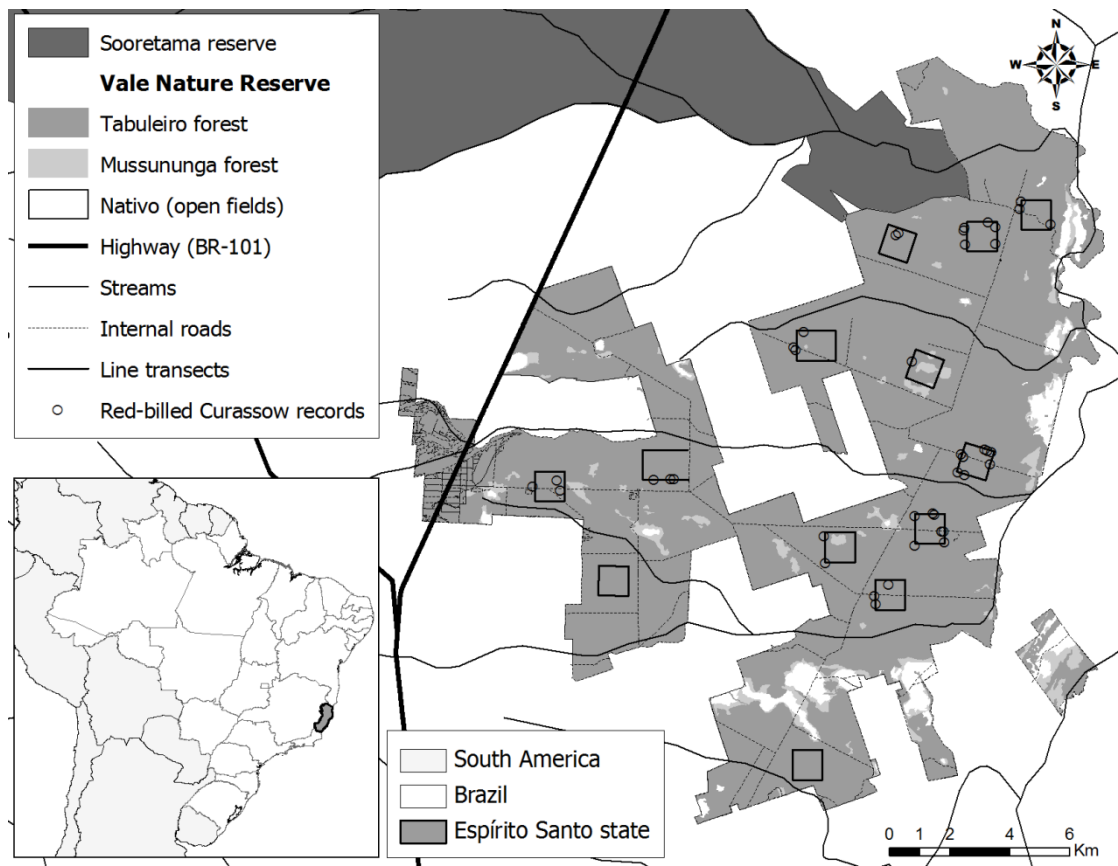 Sooretama reserve
Vale Nature Reserve
Tabuleiro forest
Mussununga forest
Nativo (open fields)
Highway (BR-101)
Streams
Internal roads
Line transects
Red-billed Curassow records
N
W
E
S
South America
Brazil
Espírito Santo state
0 1 2 4 6
Km